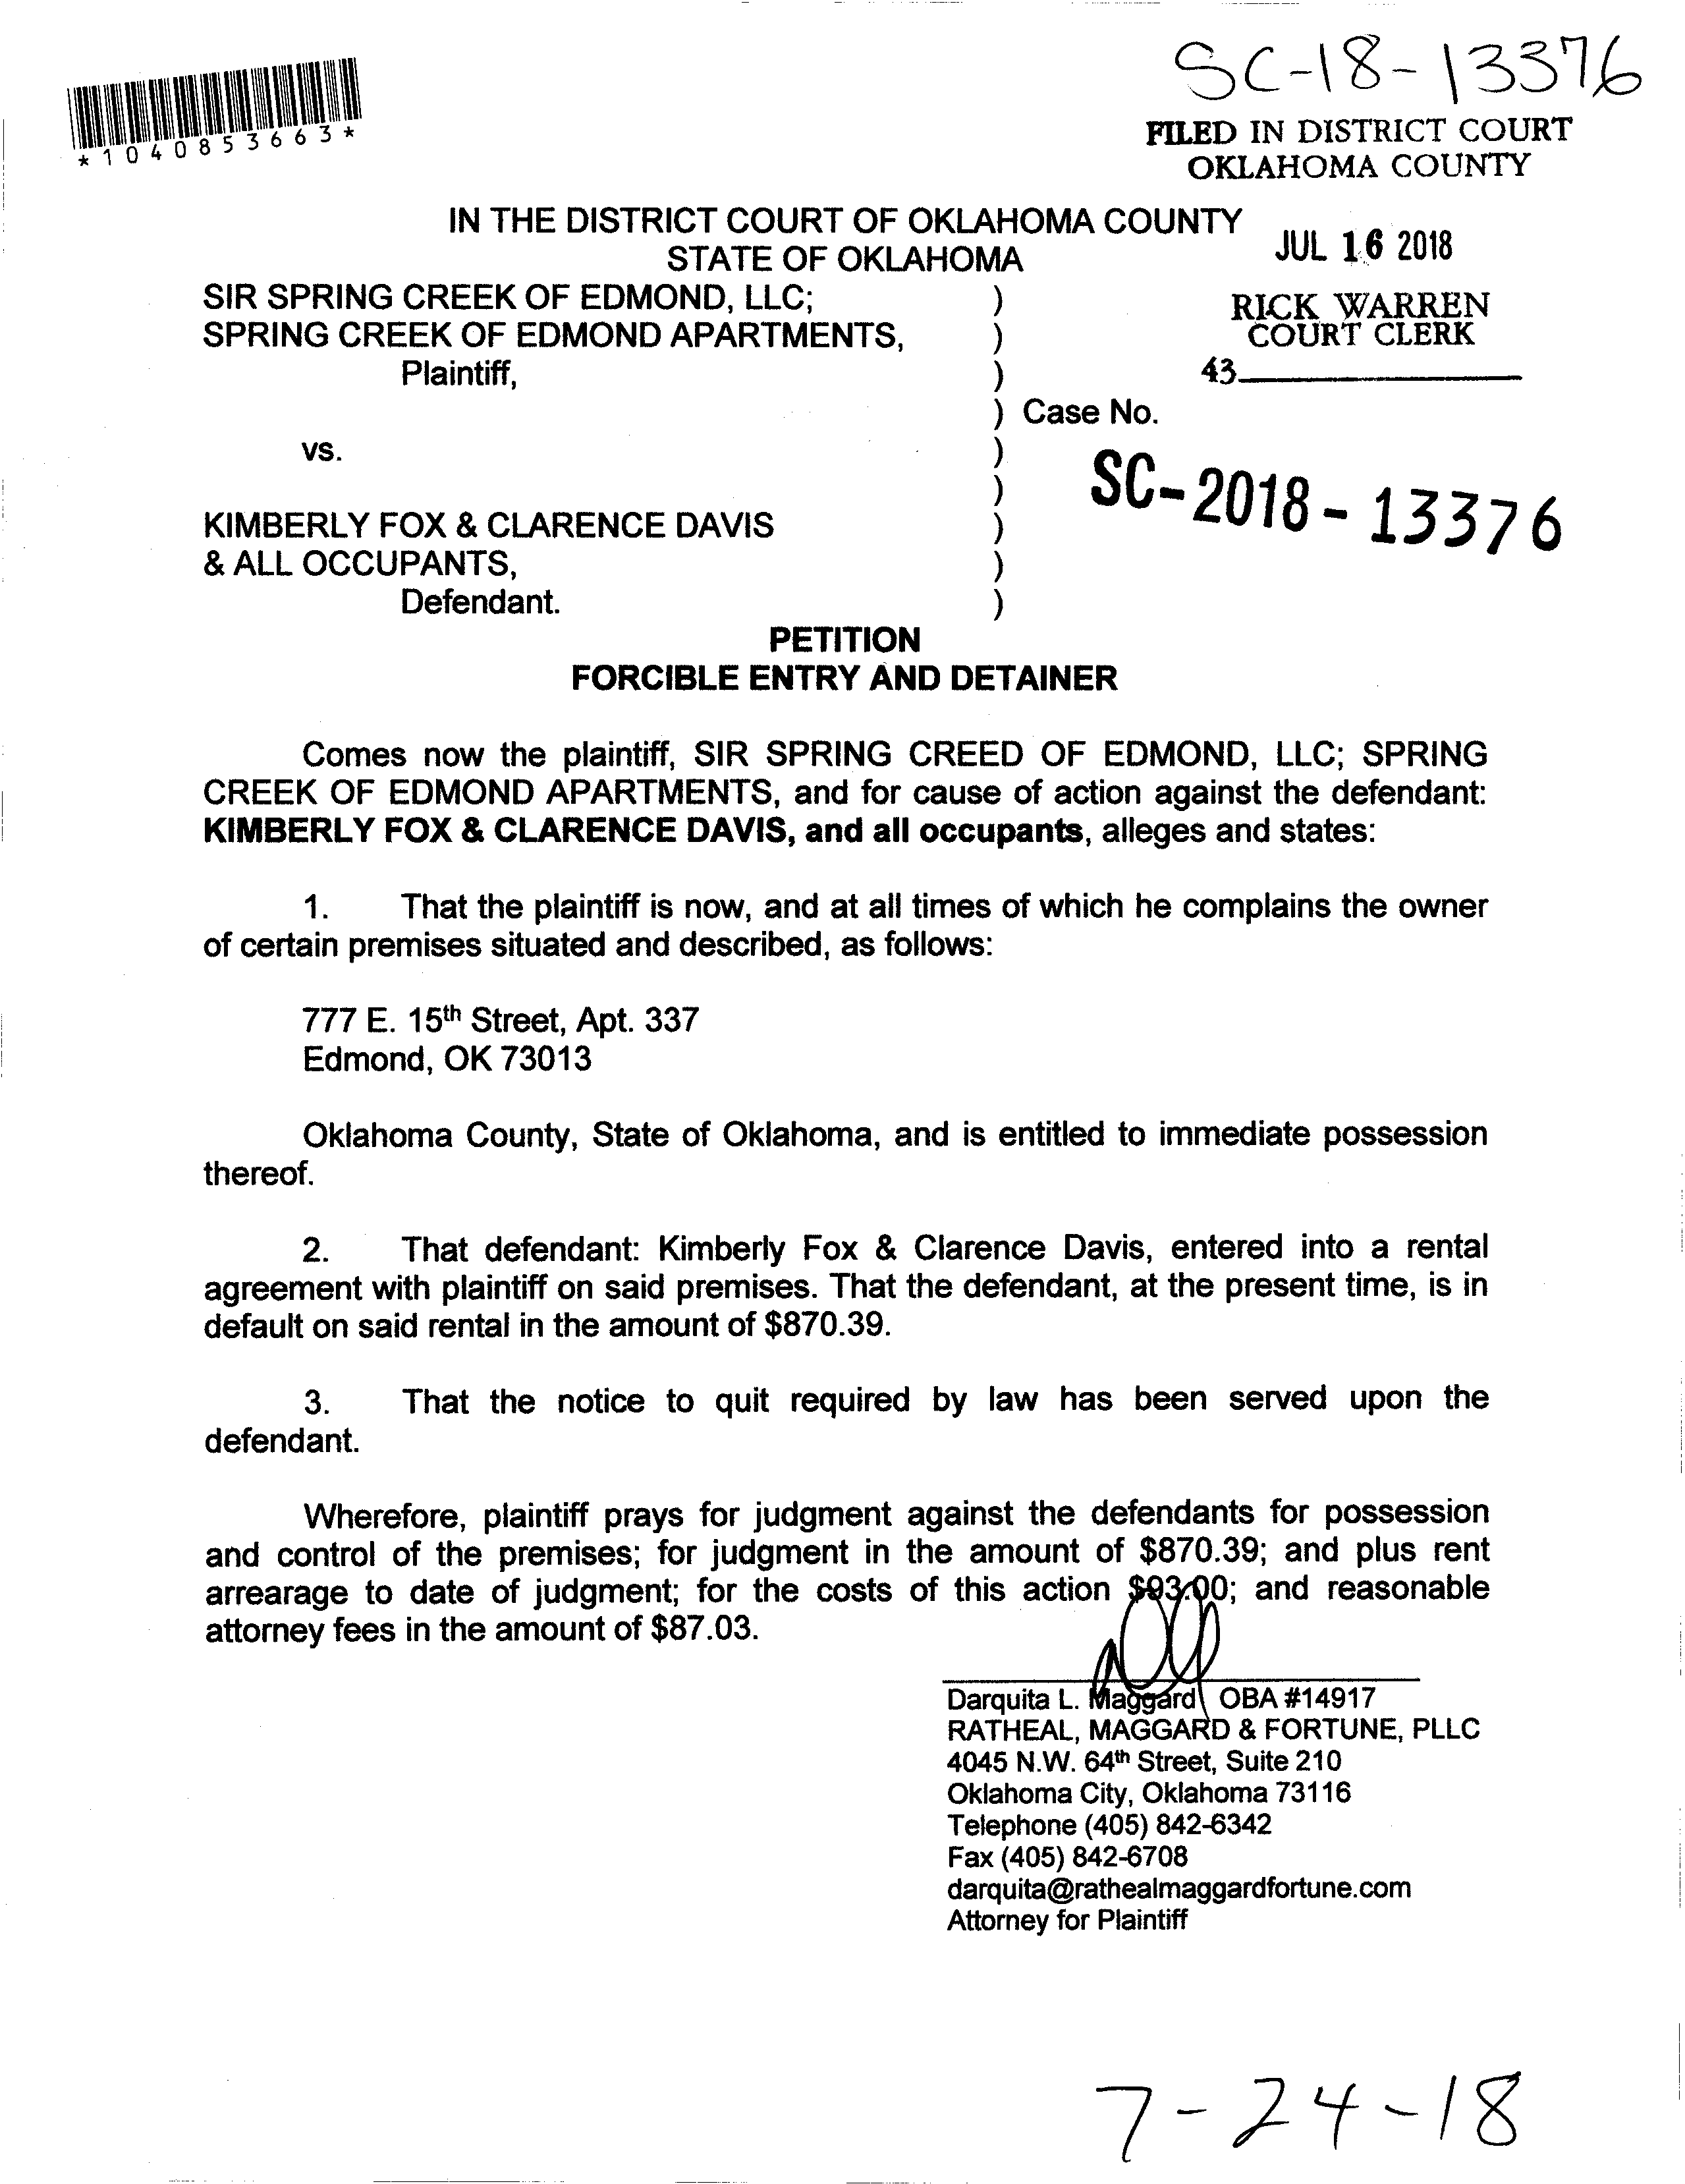 SC-18-13376
*1040853663*
FILED IN DISTRICT COURT
OKLAHOMA COUNTY
IN THE DISTRICT COURT OF OKLAHOMA COUNTY
STATE OF OKLAHOMA
JUL 16 2018
SIR SPRING CREEK OF EDMOND, LLC; )
RICK WARREN
SPRING CREEK OF EDMOND APARTMENTS, )
COURT CLERK
Plaintiff, )
43
) Case No.
vs. )
)
SC-2018-13376
KIMBERLY FOX & CLARENCE DAVIS )
& ALL OCCUPANTS, )
Defendant. )
PETITION
FORCIBLE ENTRY AND DETAINER
Comes now the plaintiff, SIR SPRING CREED OF EDMOND, LLC; SPRING
CREEK OF EDMOND APARTMENTS, and for cause of action against the defendant:
KIMBERLY FOX & CLARENCE DAVIS, and all occupants, alleges and states:
1. That the plaintiff is now, and at all times of which he complains the owner
of certain premises situated and described, as follows:
777 E. 15th Street, Apt. 337
Edmond, OK 73013
Oklahoma County, State of Oklahoma, and is entitled to immediate possession
thereof.
2. That defendant: Kimberly Fox & Clarence Davis, entered into a rental
agreement with plaintiff on said premises. That the defendant, at the present time, is in
default on said rental in the amount of $870.39.
3. That the notice to quit required by law has been served upon the
defendant.
Wherefore, plaintiff prays for judgment against the defendants for possession
and control of the premises; for judgment in the amount of $870.39; and plus rent
arrearage to date of judgment; for the costs of this action $93.00; and reasonable
attorney fees in the amount of $87.03.
Darquita L. Maggard OBA #14917
RATHEAL, MAGGARD & FORTUNE, PLLC
4045 N.W. 64th Street, Suite 210
Oklahoma City, Oklahoma 73116
Telephone (405) 842-6342
Fax (405) 842-6708
darquita@rathealmaggardfortune.com
Attorney for Plaintiff
7-24-18